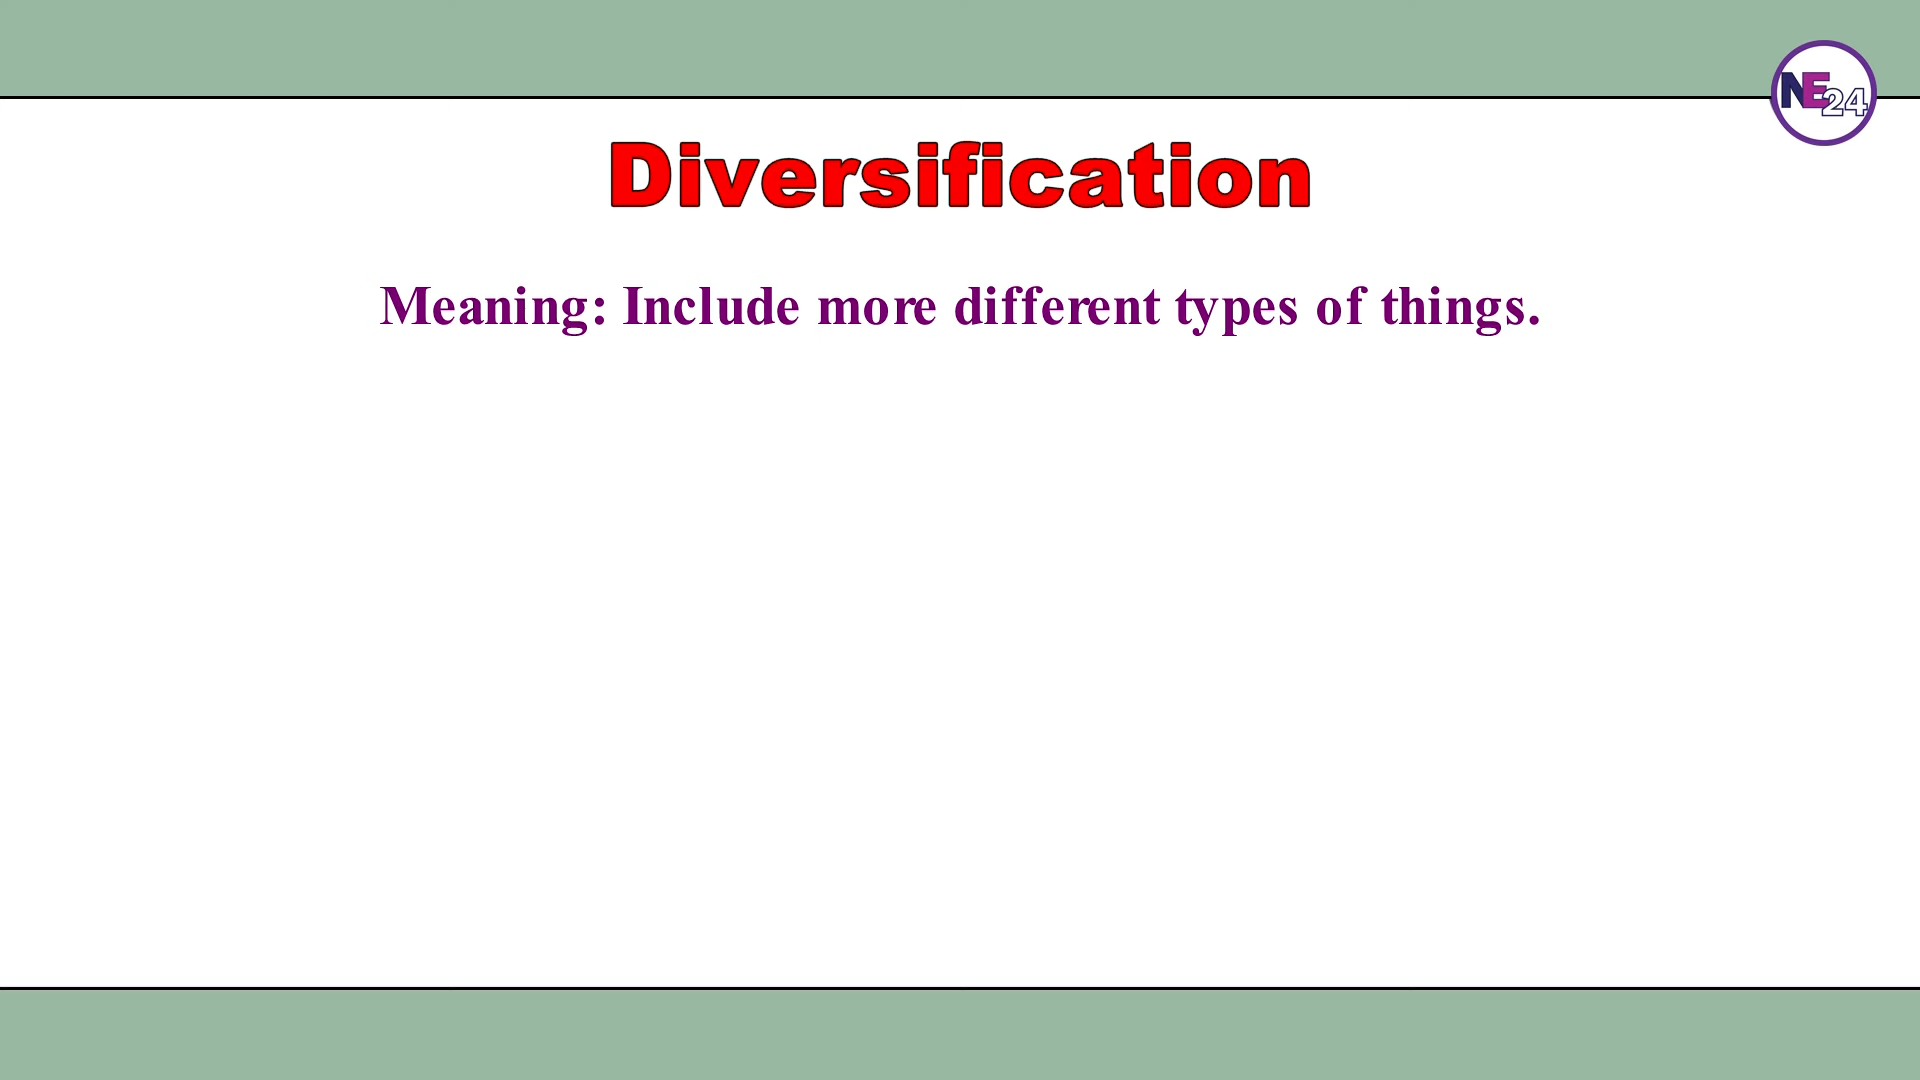 NE24
Diversification
Meaning: Include more different types of things.